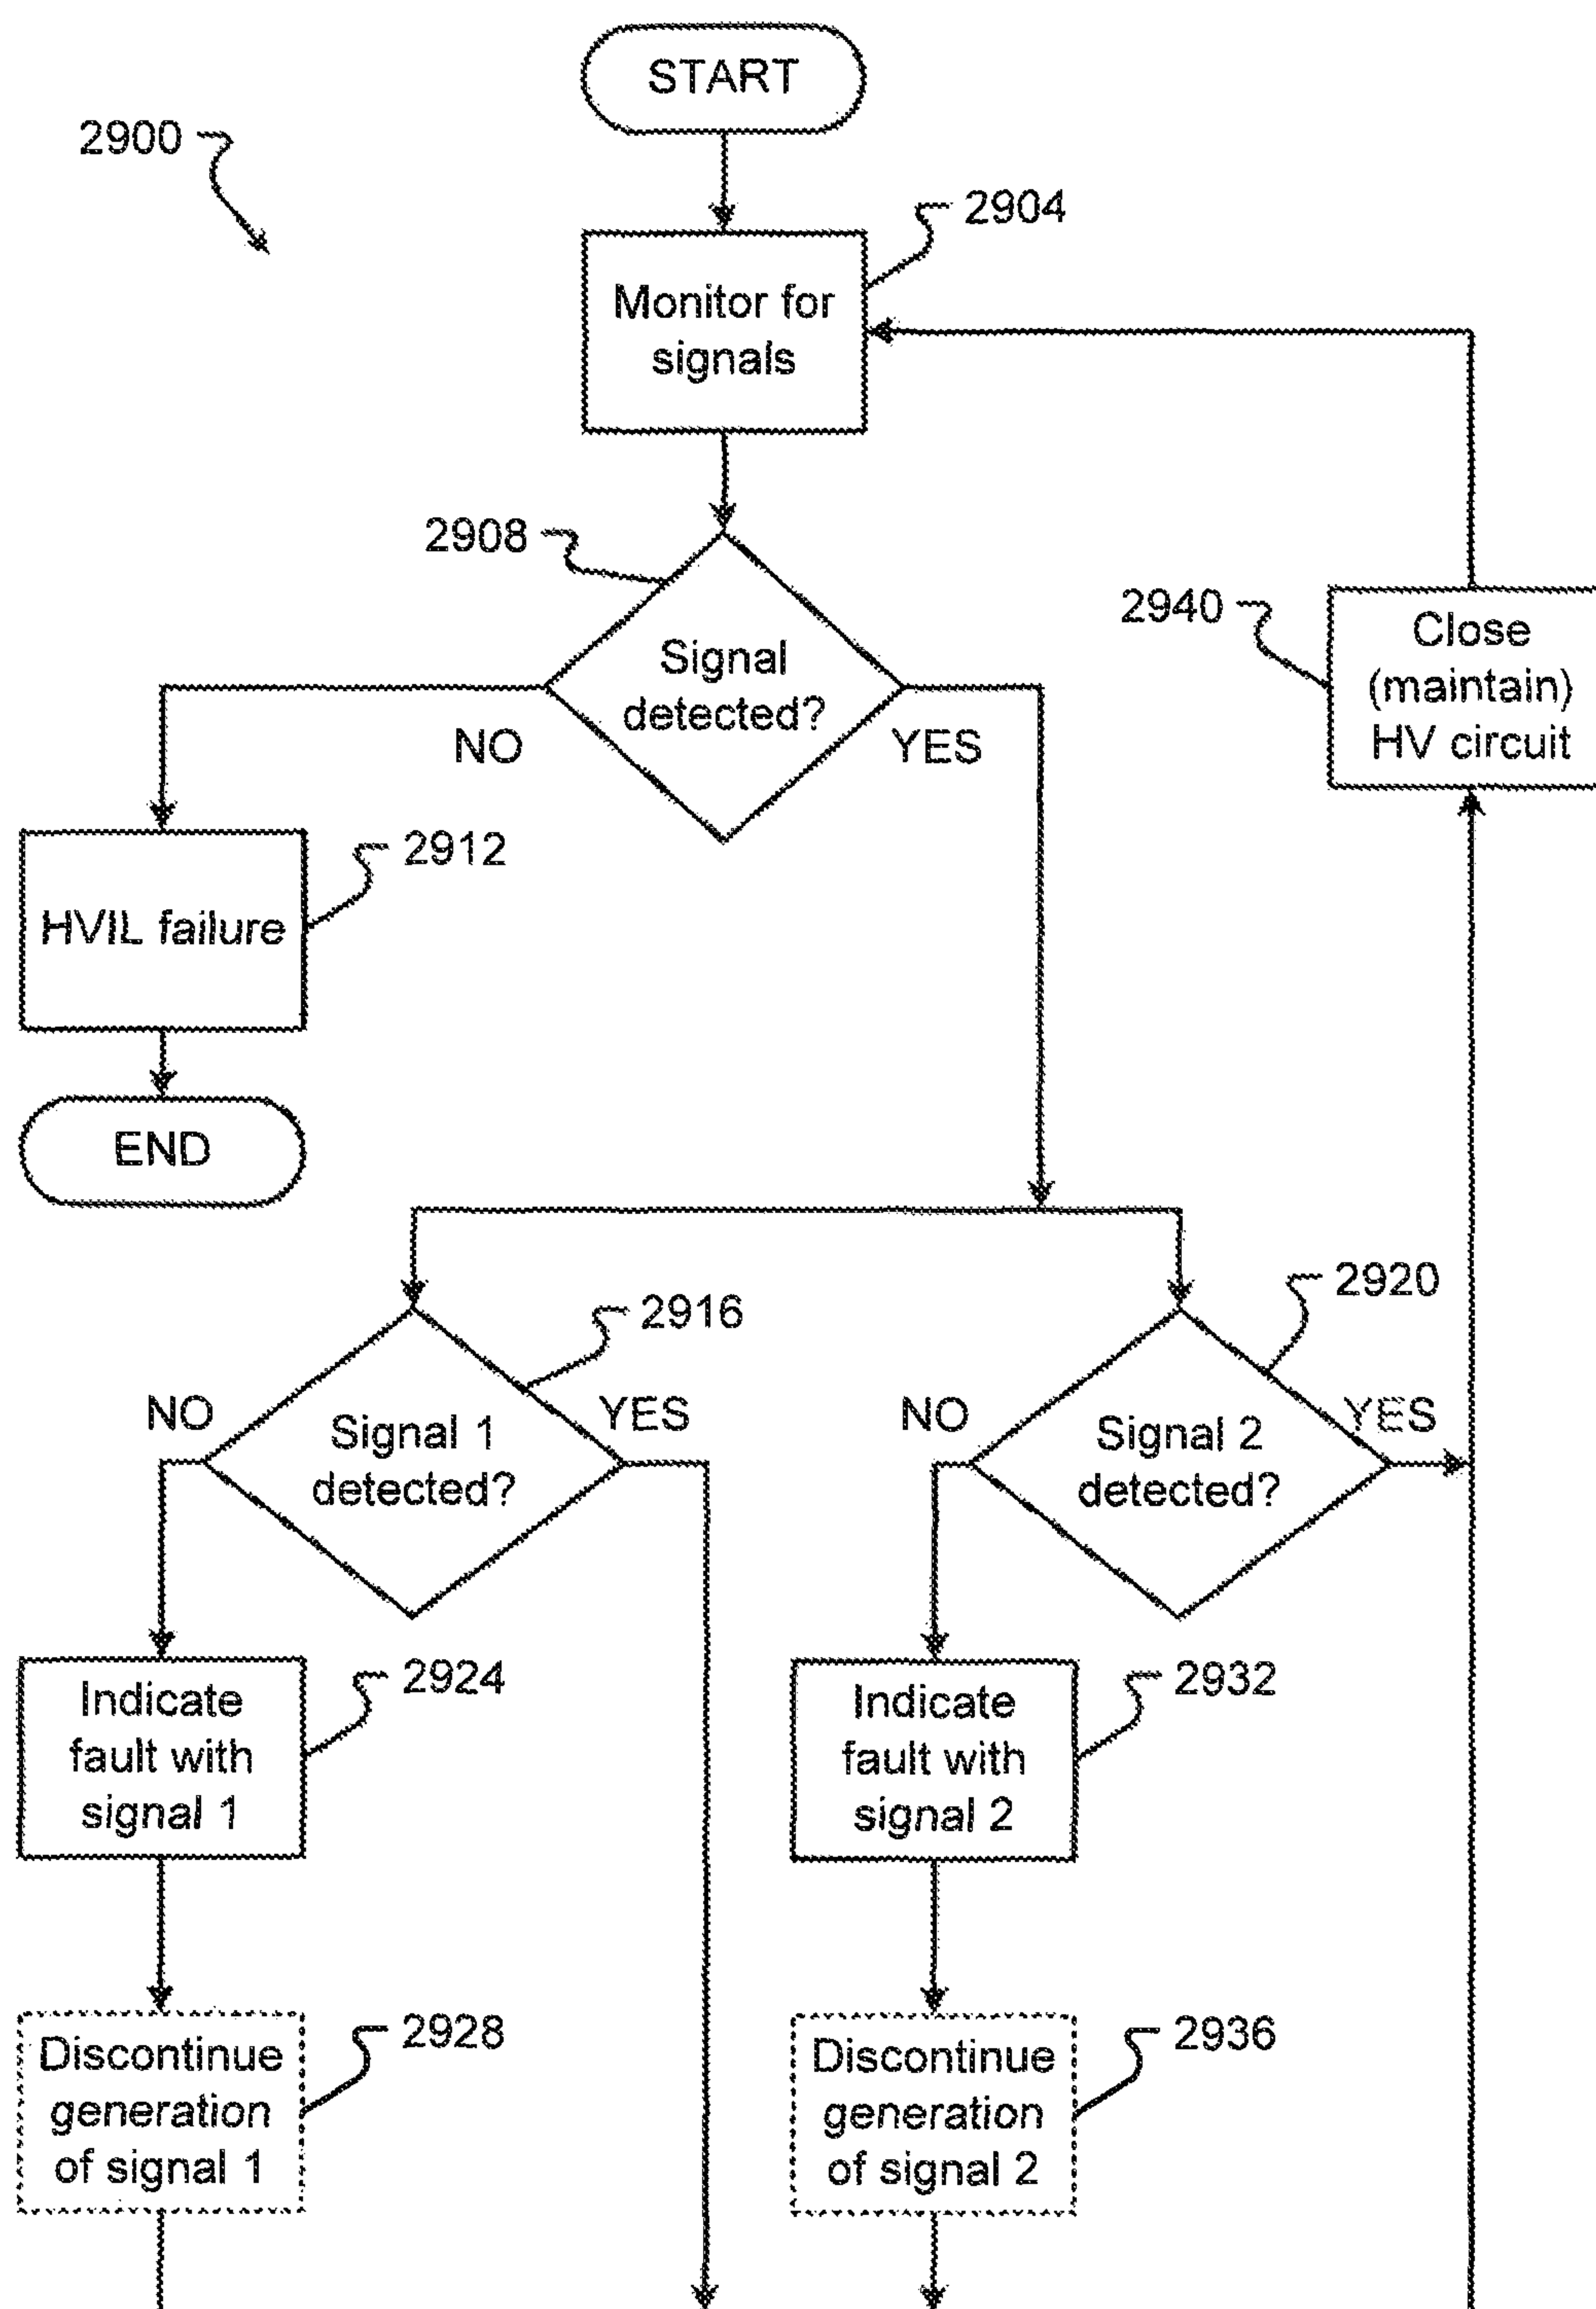 START
2900
2904
Monitor for
signals
2908
Signal
detected?
NO
YES
2940
Close
(maintain)
HV circuit
2912
HVIL failure
END
2916
NO
Signal 1
detected?
YES
2920
NO
Signal 2
detected?
YES
2924
Indicate
fault with
signal 1
2932
Indicate
fault with
signal 2
2928
Discontinue
generation
of signal 1
2936
Discontinue
generation
of signal 2